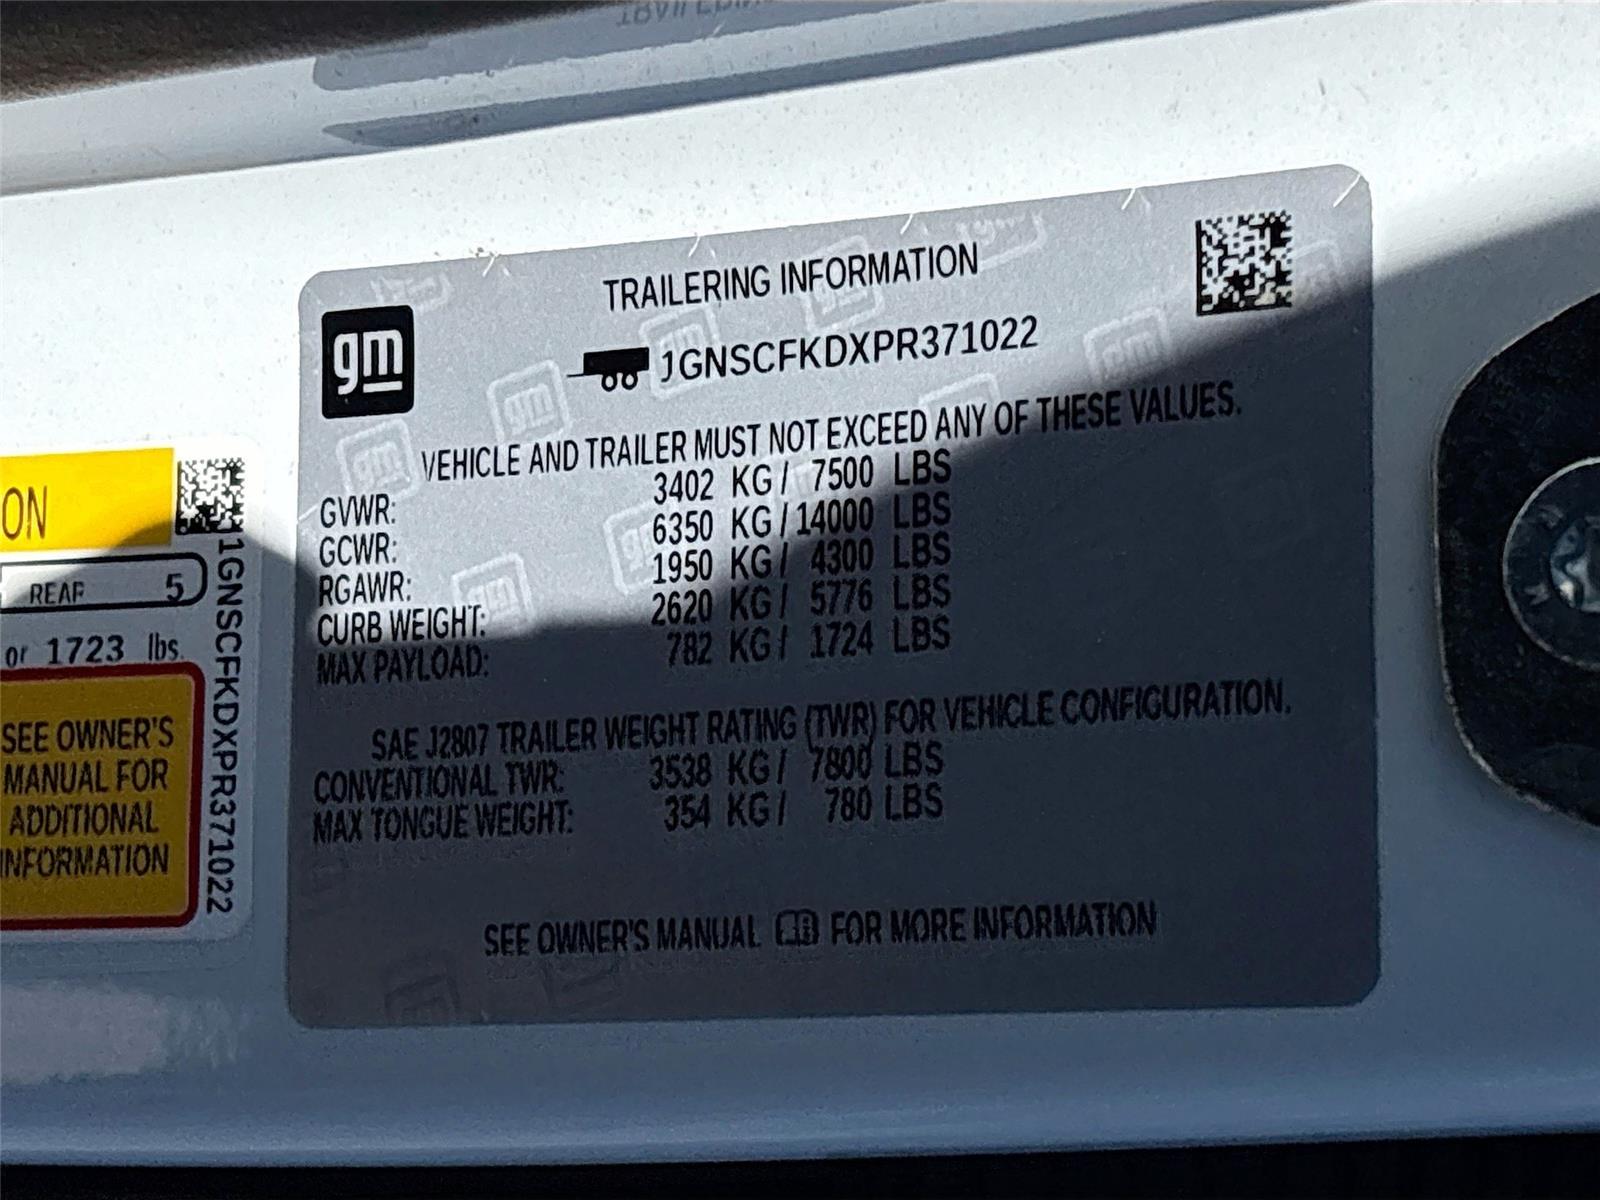 gm
TRAILERING INFORMATION
1GNSCFKDXPR371022
VEHICLE AND TRAILER MUST NOT EXCEED ANY OF THESE VALUES.
GVWR: 3402 KG / 7500 LBS
GCWR: 6350 KG / 14000 LBS
RGAWR: 1950 KG / 4300 LBS
CURB WEIGHT: 2620 KG / 5776 LBS
MAX PAYLOAD: 782 KG / 1724 LBS
SAE J2807 TRAILER WEIGHT RATING (TWR) FOR VEHICLE CONFIGURATION.
CONVENTIONAL TWR: 3538 KG / 7800 LBS
MAX TONGUE WEIGHT: 354 KG / 780 LBS
SEE OWNER'S MANUAL FOR MORE INFORMATION
ON
REAR 5
or 1723 lbs.
SEE OWNER'S
MANUAL FOR
ADDITIONAL
INFORMATION
1GNSCFKDXPR371022